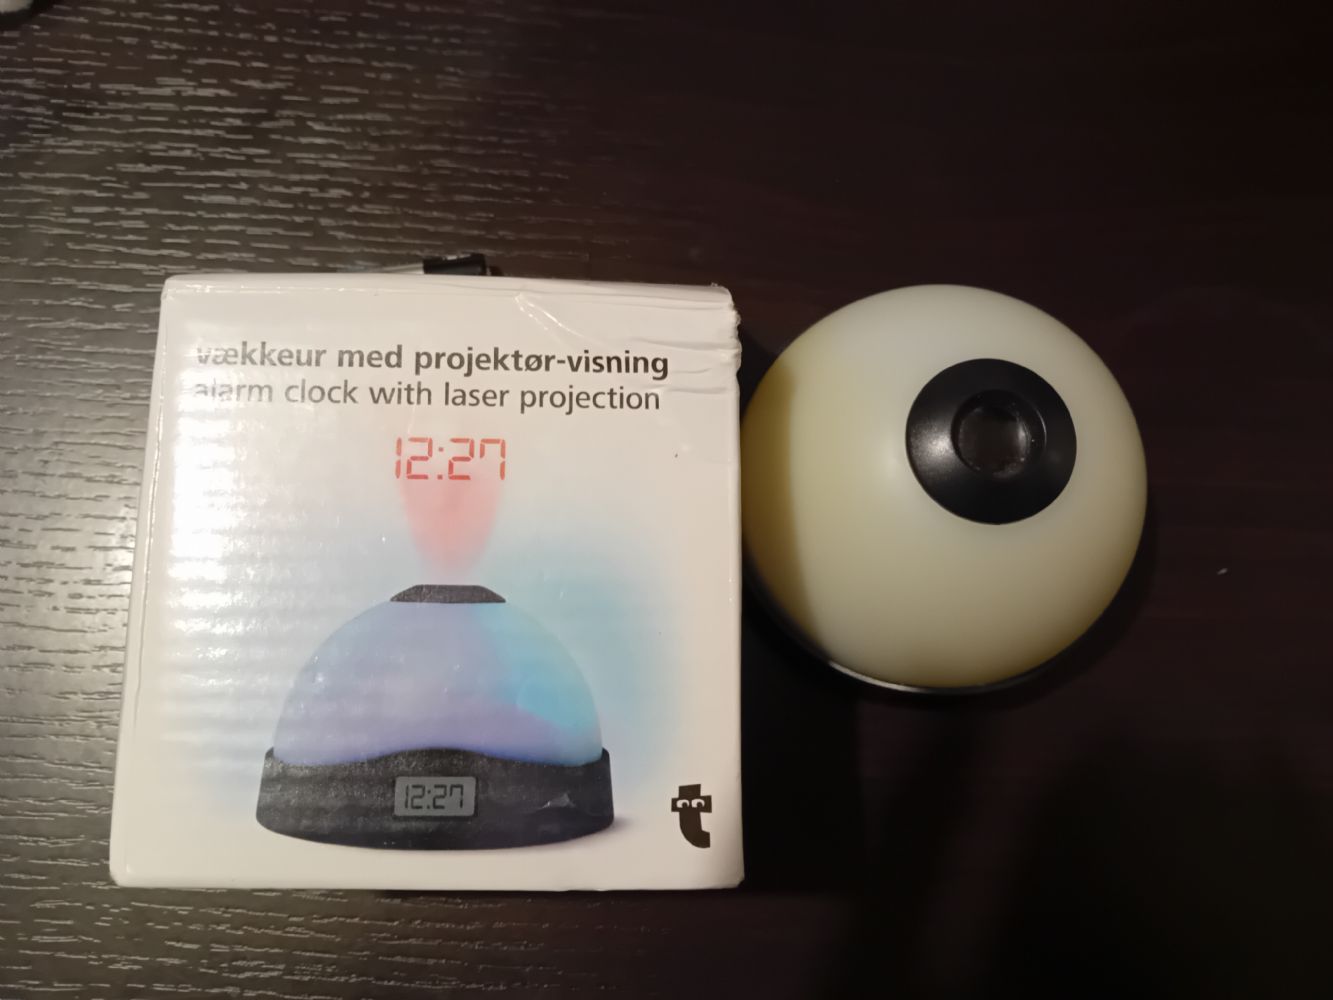 vækkeur med projektør-visning
alarm clock with laser projection
12:27
12:27
t